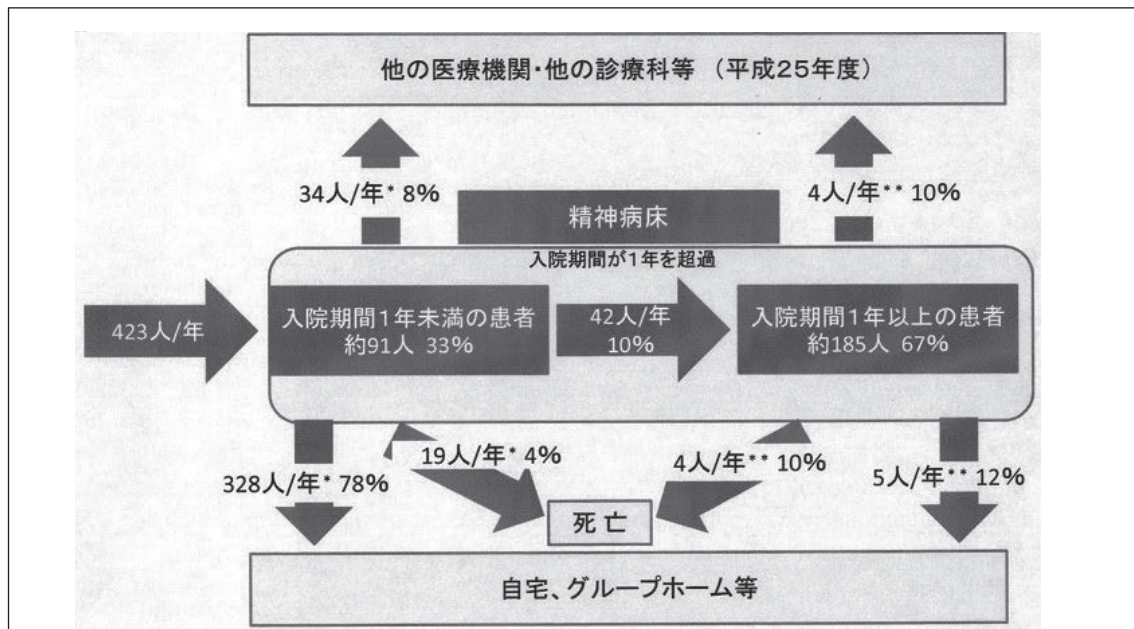 他の医療機関・他の診療科等 （平成25年度）
34人/年* 8%
4人/年** 10%
精神病床
入院期間が1年を超過
423人/年
入院期間1年未満の患者
約91人 33%
42人/年
10%
入院期間1年以上の患者
約185人 67%
328人/年* 78%
19人/年* 4%
4人/年** 10%
5人/年** 12%
死亡
自宅、グループホーム等